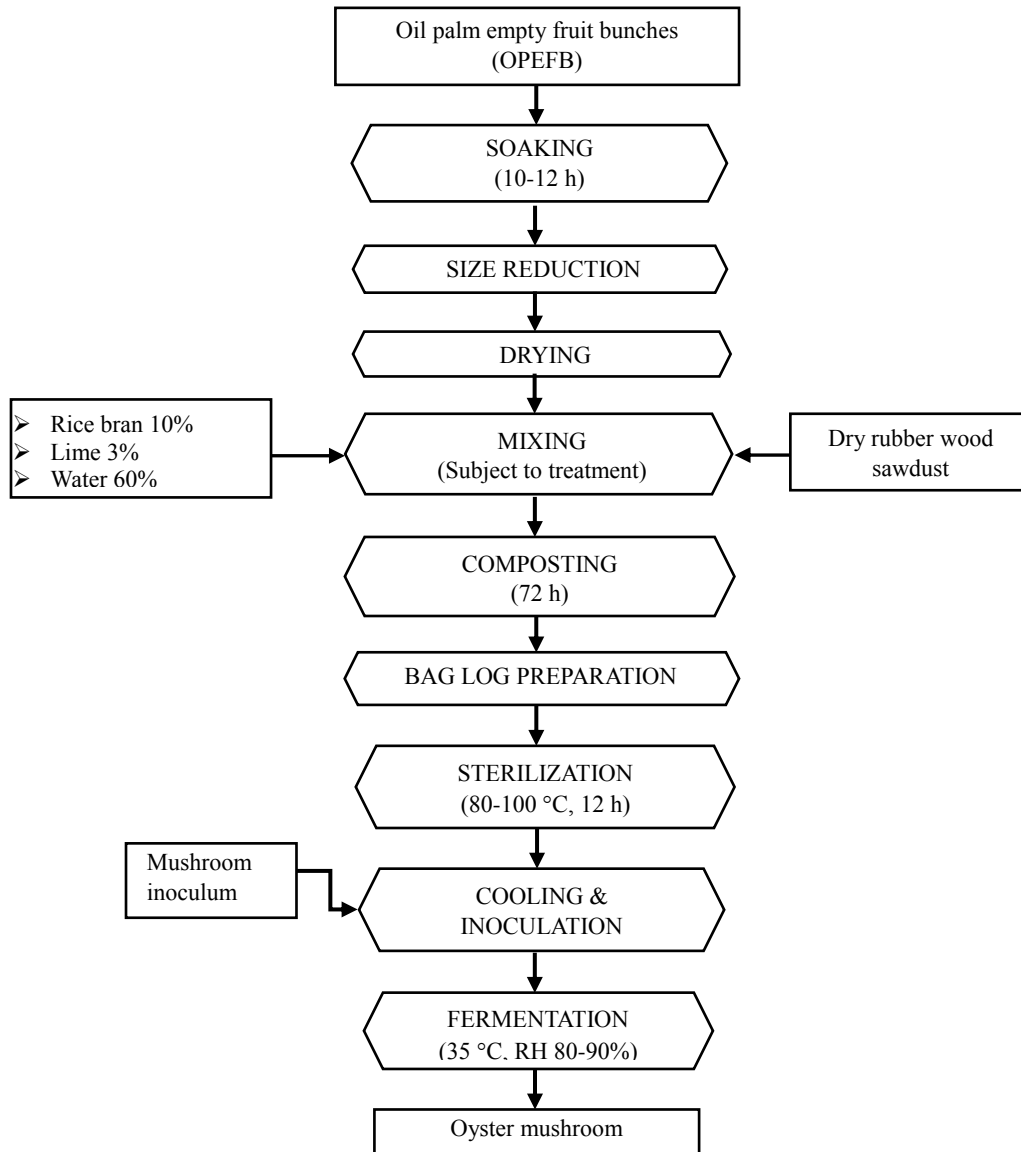 Oil palm empty fruit bunches
(OPEFB)
SOAKING
(10-12 h)
SIZE REDUCTION
DRYING
➢ Rice bran 10%
➢ Lime 3%
➢ Water 60%
MIXING
(Subject to treatment)
Dry rubber wood
sawdust
COMPOSTING
(72 h)
BAG LOG PREPARATION
STERILIZATION
(80-100 °C, 12 h)
Mushroom
inoculum
COOLING &
INOCULATION
FERMENTATION
(35 °C, RH 80-90%)
Oyster mushroom